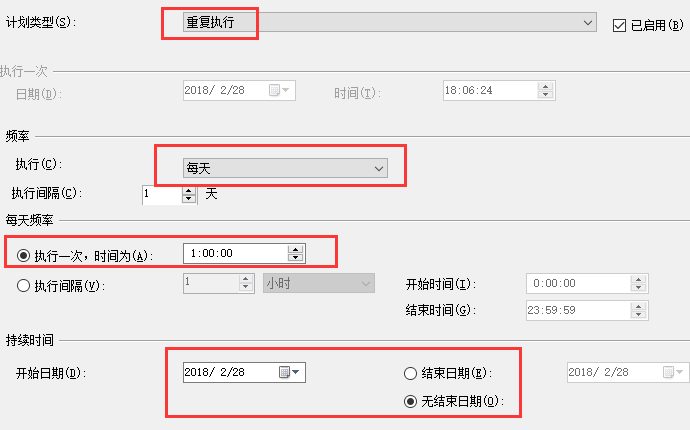 计划类型(S): 重复执行 已启用(B)
执行一次
日期(D): 2018/ 2/28 时间(T): 18:06:24
频率
执行(C): 每天
执行间隔(C): 1 天
每天频率
执行一次，时间为(A): 1:00:00
执行间隔(V): 1 小时 开始时间(I): 0:00:00
结束时间(G): 23:59:59
持续时间
开始日期(D): 2018/ 2/28 结束日期(E): 2018/ 2/28
无结束日期(O):